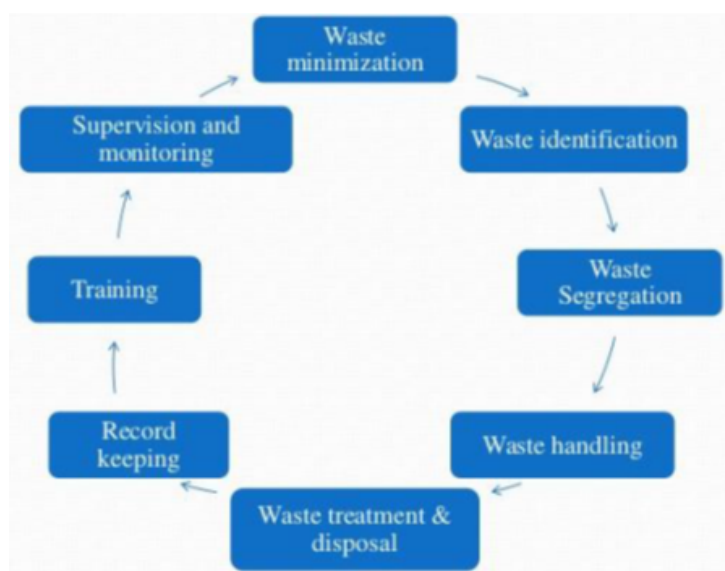 Waste
minimization
Waste identification
Waste
Segregation
Waste handling
Waste treatment &
disposal
Record
keeping
Training
Supervision and
monitoring